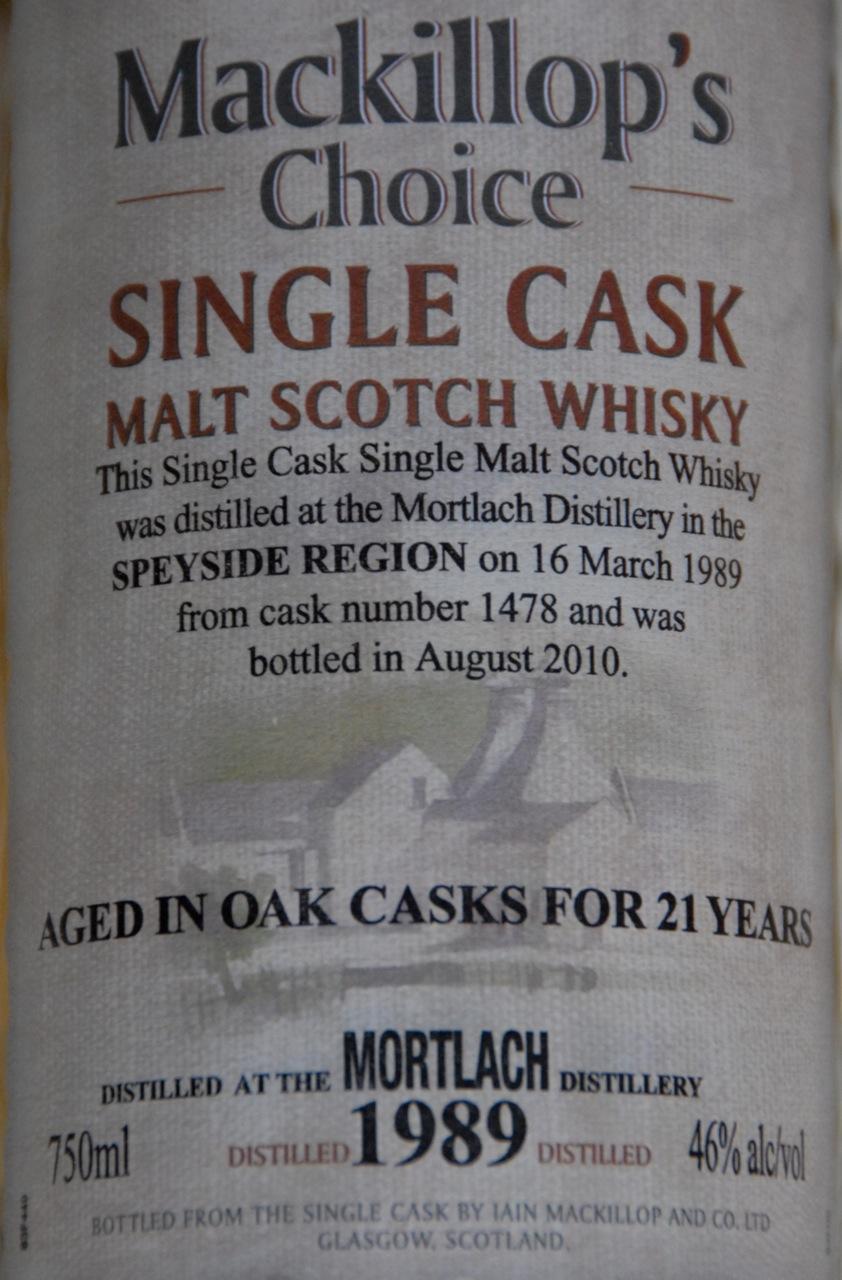 Mackillop's
Choice
SINGLE CASK
MALT SCOTCH WHISKY
This Single Cask Single Malt Scotch Whisky
was distilled at the Mortlach Distillery in the
SPEYSIDE REGION on 16 March 1989
from cask number 1478 and was
bottled in August 2010.
AGED IN OAK CASKS FOR 21 YEARS
DISTILLED AT THE MORTLACH DISTILLERY
750ml DISTILLED 1989 DISTILLED 46% alc/vol
BOTTLED FROM THE SINGLE CASK BY IAIN MACKILLOP AND CO. LTD
GLASGOW, SCOTLAND.